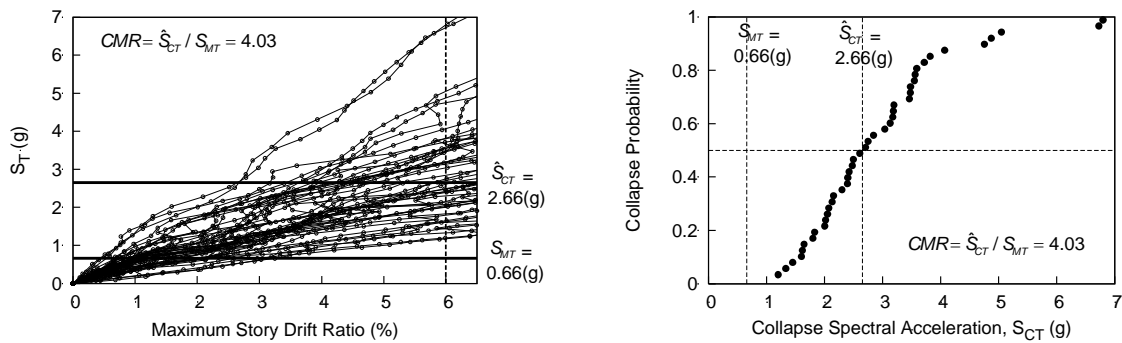 7
6
5
4
3
2
1
0
S_T (g)
CMR = Ŝ_CT / S_MT = 4.03
Ŝ_CT =
2.66(g)
S_MT =
0.66(g)
0 1 2 3 4 5 6
Maximum Story Drift Ratio (%)
1
0.8
0.6
0.4
0.2
0
Collapse Probability
S_MT =
0.66(g)
Ŝ_CT =
2.66(g)
CMR = Ŝ_CT / S_MT = 4.03
0 1 2 3 4 5 6 7
Collapse Spectral Acceleration, S_CT (g)